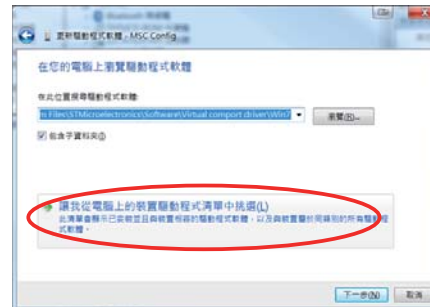 更新驅動程式軟體 - MSC Config
在您的電腦上瀏覽驅動程式軟體
在此位置搜尋驅動程式軟體:
m Files\STMicroelectronics\Software\Virtual comport driver\Win7
瀏覽(R)...
包含子資料夾(I)
讓我從電腦上的裝置驅動程式清單中挑選(L)
此清單會顯示已安裝並且與裝置相容的驅動程式軟體，以及與裝置屬於同類別的所有驅動程
式軟體。
下一步(N)
取消